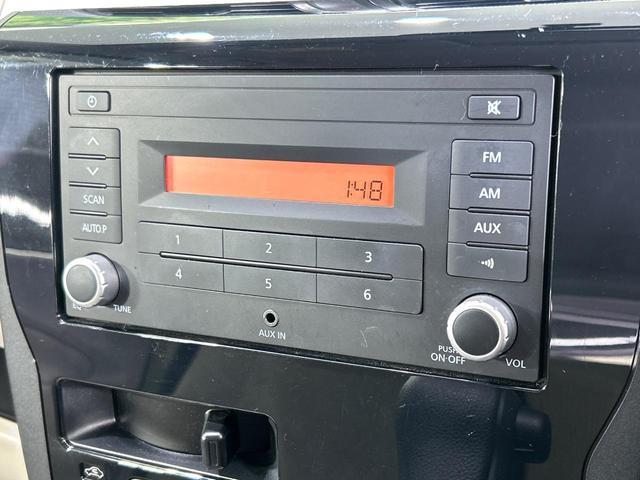 1:48
SCAN
AUTO.P
FM
AM
AUX
1 2 3
4 5 6
EQ TUNE
AUX IN
PUSH
ON·OFF VOL